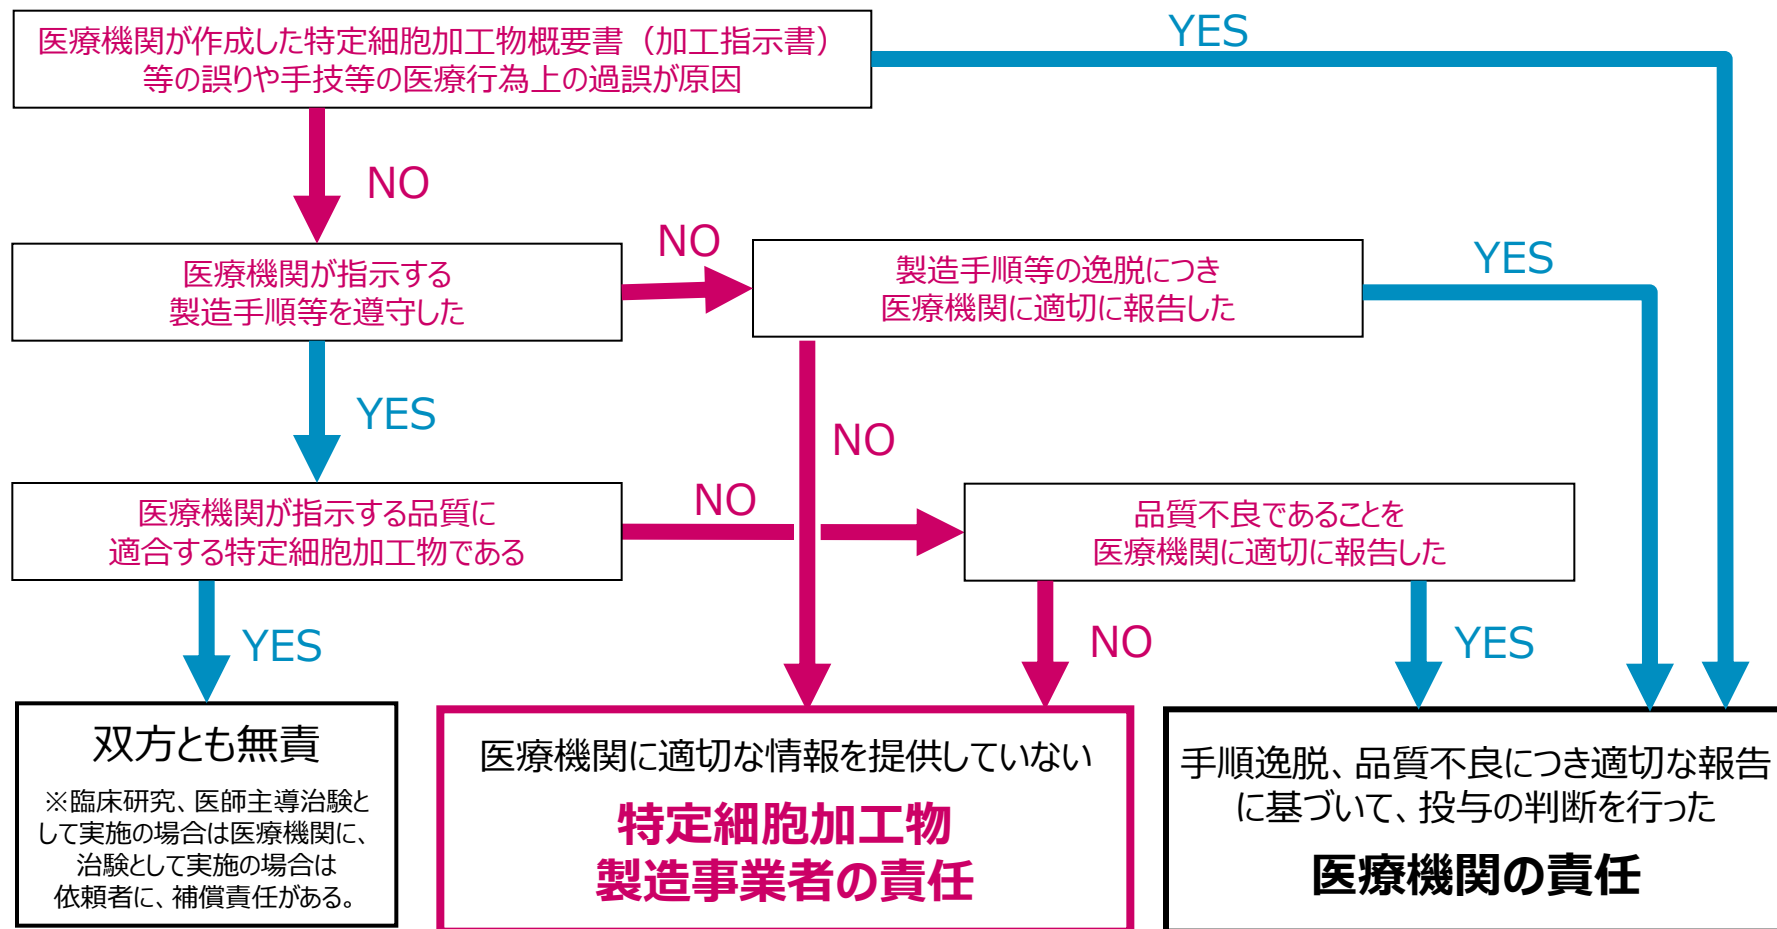 医療機関が作成した特定細胞加工物概要書（加工指示書）
等の誤りや手技等の医療行為上の過誤が原因
YES
NO
医療機関が指示する
製造手順等を遵守した
NO
製造手順等の逸脱につき
医療機関に適切に報告した
YES
YES
NO
医療機関が指示する品質に
適合する特定細胞加工物である
NO
品質不良であることを
医療機関に適切に報告した
YES
NO
YES
双方とも無責
※臨床研究、医師主導治験と
して実施の場合は医療機関に、
治験として実施の場合は
依頼者に、補償責任がある。
医療機関に適切な情報を提供していない
特定細胞加工物
製造事業者の責任
手順逸脱、品質不良につき適切な報告
に基づいて、投与の判断を行った
医療機関の責任